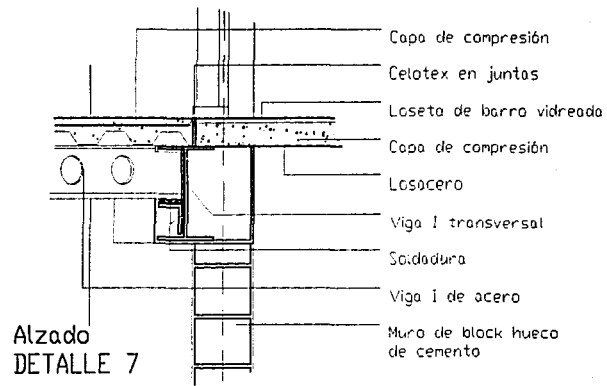 Capa de compresión
Celotex en juntas
Loseta de barro vidreada
Capa de compresión
Losacero
Viga I transversal
Soldadura
Viga I de acero
Muro de block hueco
de cemento
Alzado
DETALLE 7